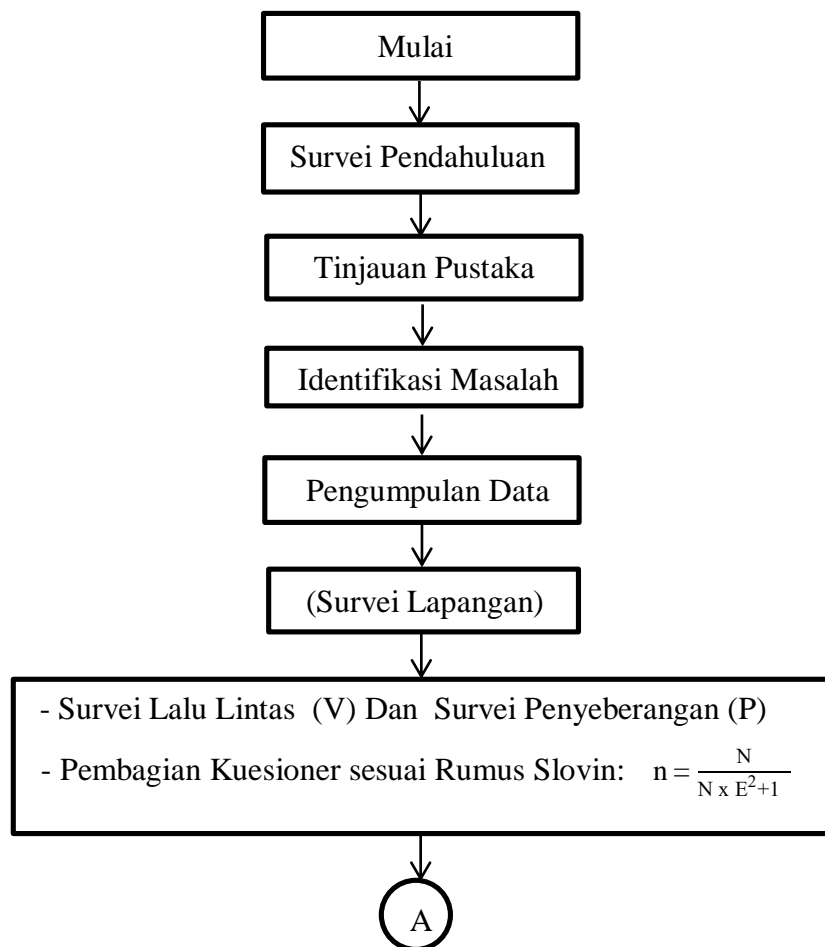 Mulai
Survei Pendahuluan
Tinjauan Pustaka
Identifikasi Masalah
Pengumpulan Data
(Survei Lapangan)
- Survei Lalu Lintas (V) Dan Survei Penyeberangan (P)
- Pembagian Kuesioner sesuai Rumus Slovin: n = N / N x E²+1
A